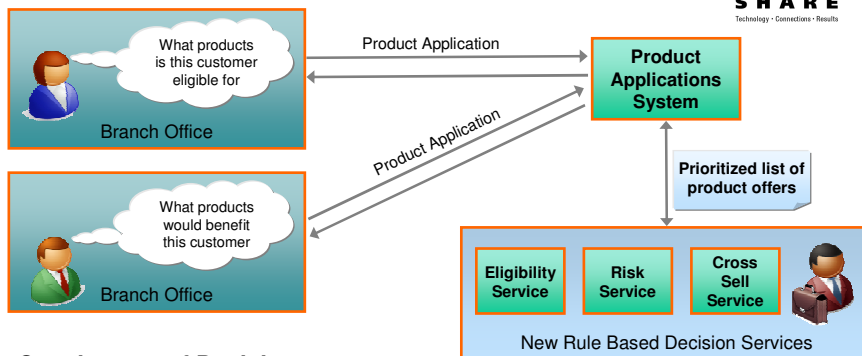 S H A R E
Technology · Connections · Results
What products
is this customer
eligible for
Branch Office
Product Application
Product
Applications
System
Product Application
What products
would benefit
this customer
Branch Office
Prioritized list of
product offers
Eligibility
Service
Risk
Service
Cross
Sell
Service
New Rule Based Decision Services